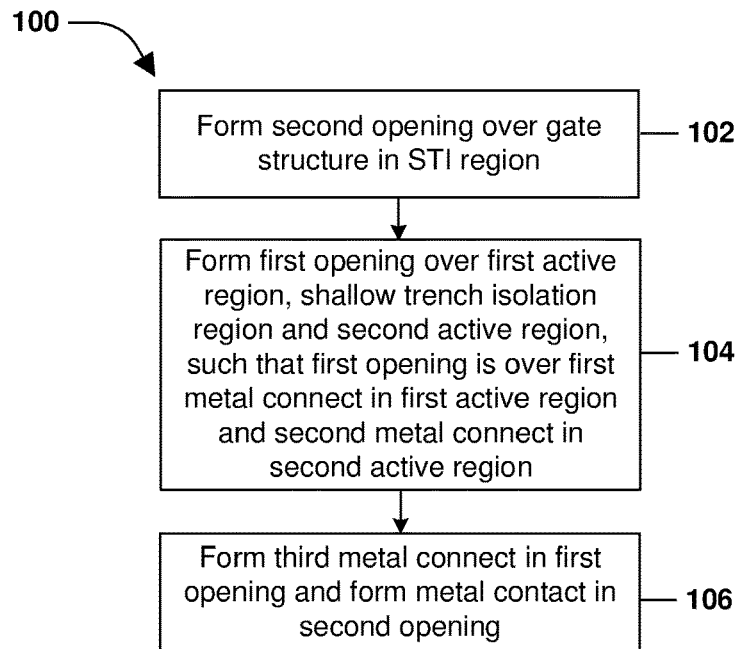 100
Form second opening over gate
structure in STI region
102
Form first opening over first active
region, shallow trench isolation
region and second active region,
such that first opening is over first
metal connect in first active region
and second metal connect in
second active region
104
Form third metal connect in first
opening and form metal contact in
second opening
106